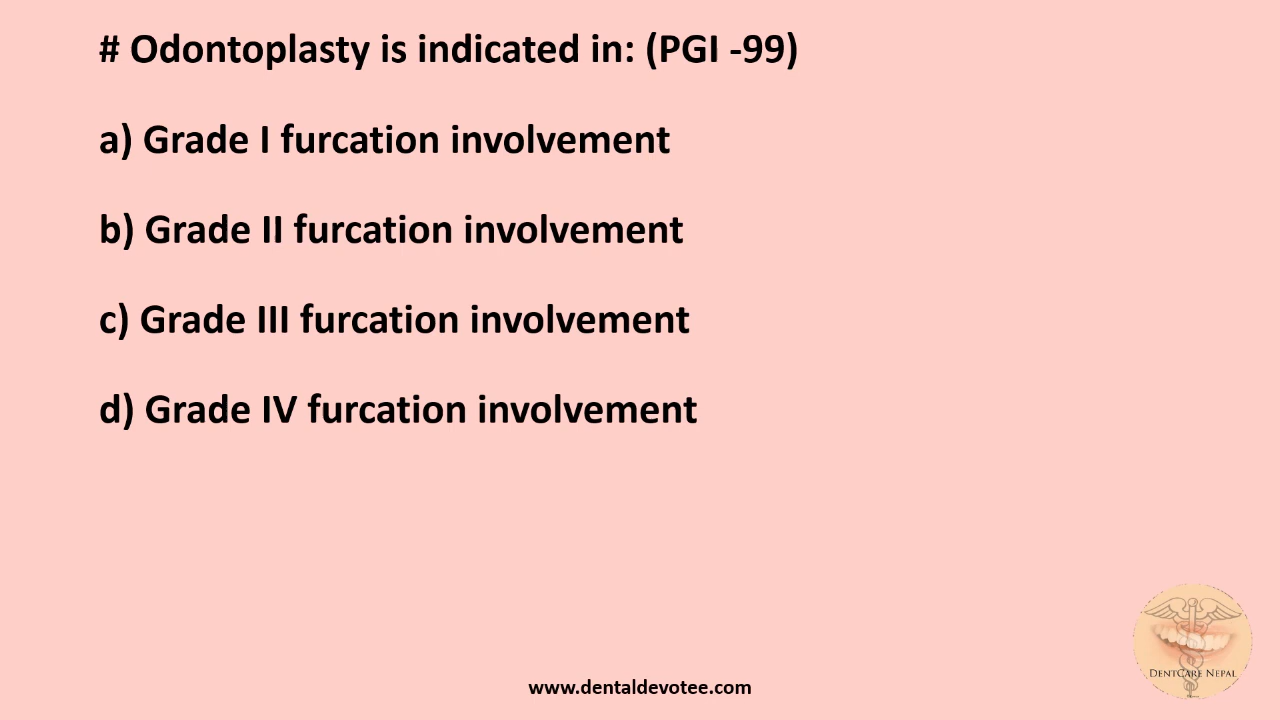 # Odontoplasty is indicated in: (PGI -99)
a) Grade I furcation involvement
b) Grade II furcation involvement
c) Grade III furcation involvement
d) Grade IV furcation involvement
DENTCARE NEPAL
www.dentaldevotee.com